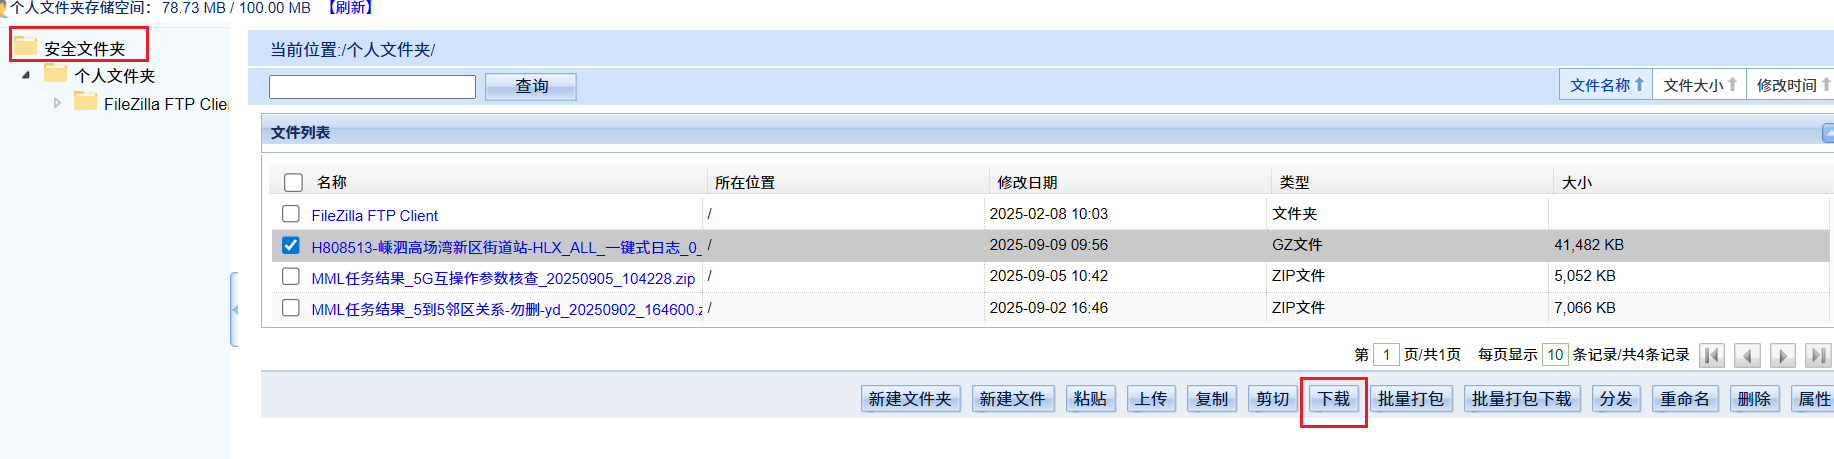 个人文件夹存储空间：78.73 MB / 100.00 MB 【刷新】
安全文件夹
个人文件夹
FileZilla FTP Clie
当前位置:/个人文件夹/
查询
文件名称 文件大小 修改时间
文件列表
名称 所在位置 修改日期 类型 大小
FileZilla FTP Client / 2025-02-08 10:03 文件夹
H808513-嵊泗高场湾新区街道站-HLX_ALL_一键式日志_0_ / 2025-09-09 09:56 GZ文件 41,482 KB
MML任务结果_5G互操作参数核查_20250905_104228.zip / 2025-09-05 10:42 ZIP文件 5,052 KB
MML任务结果_5到5邻区关系-勿删-yd_20250902_164600.z / 2025-09-02 16:46 ZIP文件 7,066 KB
第 1 页/共1页 每页显示 10 条记录/共4条记录
新建文件夹 新建文件 粘贴 上传 复制 剪切 下载 批量打包 批量打包下载 分发 重命名 删除 属性